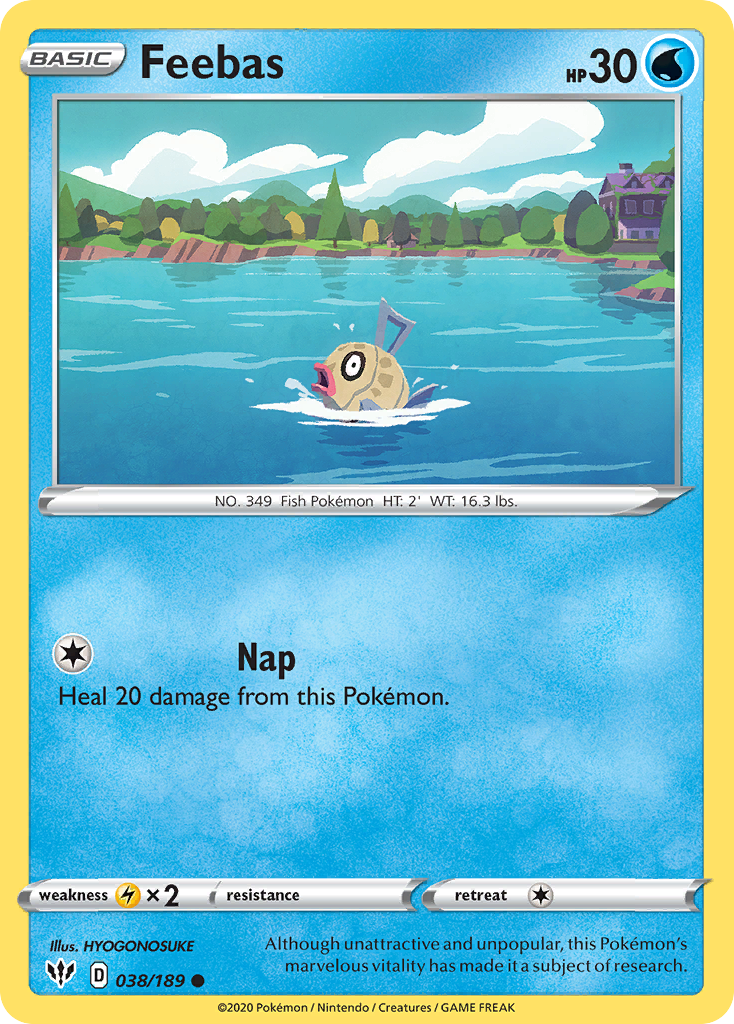 BASIC Feebas HP 30
NO. 349 Fish Pokémon HT: 2' WT: 16.3 lbs.
Nap
Heal 20 damage from this Pokémon.
weakness ×2 resistance retreat
Illus. HYOGONOSUKE
Although unattractive and unpopular, this Pokémon's
marvelous vitality has made it a subject of research.
D 038/189
©2020 Pokémon / Nintendo / Creatures / GAME FREAK